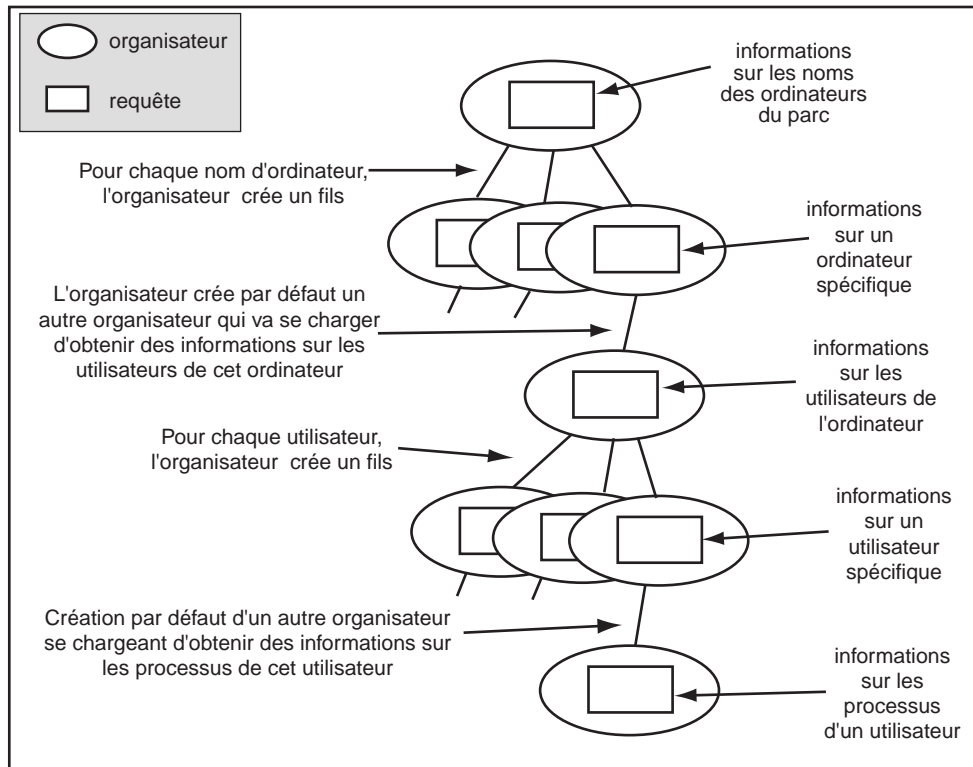 organisateur
requête
informations
sur les noms
des ordinateurs
du parc
Pour chaque nom d'ordinateur,
l'organisateur crée un fils
informations
sur un
ordinateur
spécifique
L'organisateur crée par défaut un
autre organisateur qui va se charger
d'obtenir des informations sur les
utilisateurs de cet ordinateur
informations
sur les
utilisateurs de
l'ordinateur
Pour chaque utilisateur,
l'organisateur crée un fils
informations
sur un
utilisateur
spécifique
Création par défaut d'un autre organisateur
se chargeant d'obtenir des informations sur
les processus de cet utilisateur
informations
sur les
processus
d'un utilisateur